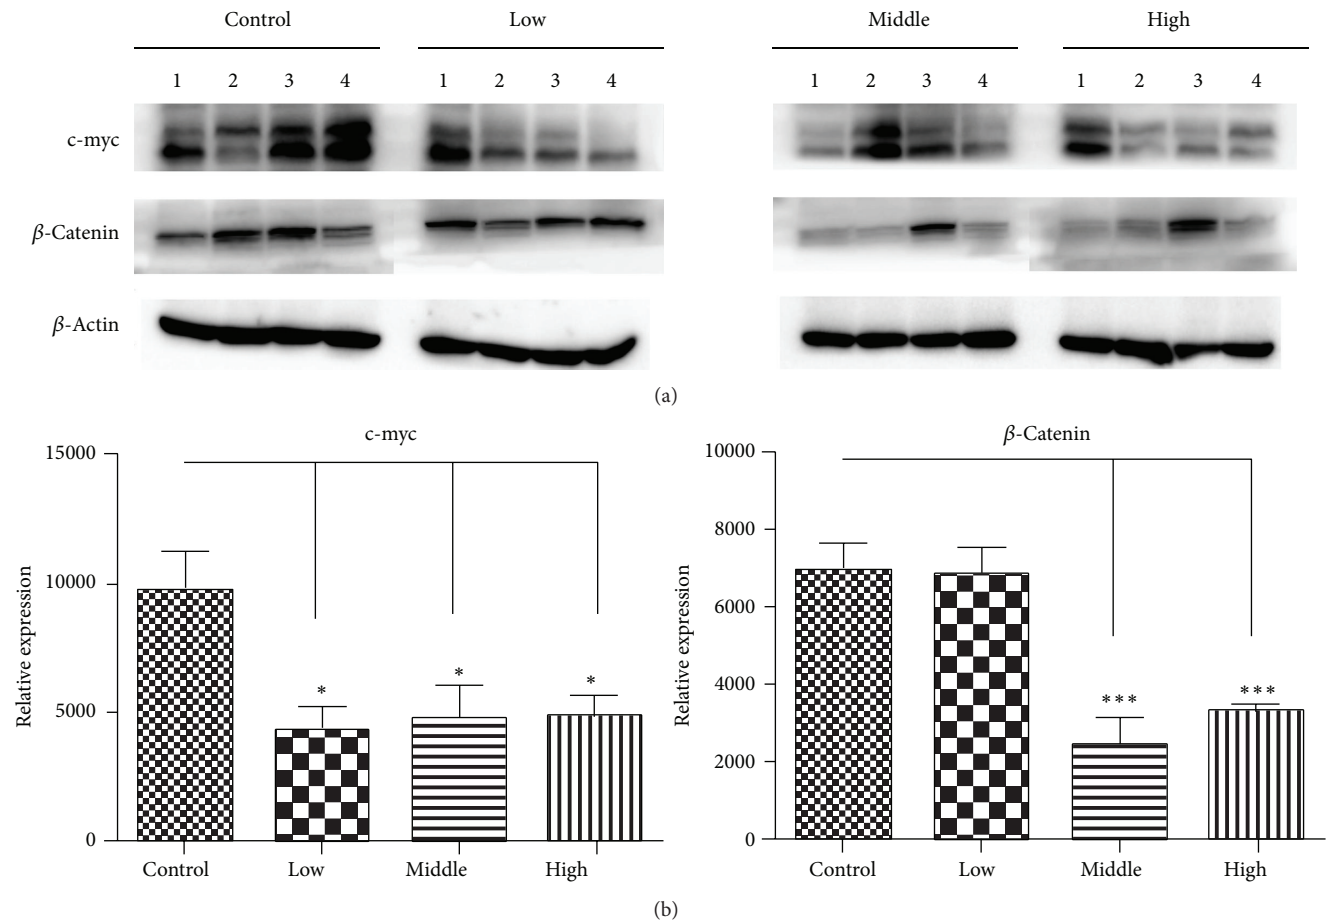 Control Low Middle High
1 2 3 4 1 2 3 4 1 2 3 4 1 2 3 4
c-myc
β-Catenin
β-Actin
(a)
c-myc
15000
10000
5000
0
Relative expression
*
*
*
Control Low Middle High
β-Catenin
10000
8000
6000
4000
2000
0
Relative expression
***
***
Control Low Middle High
(b)